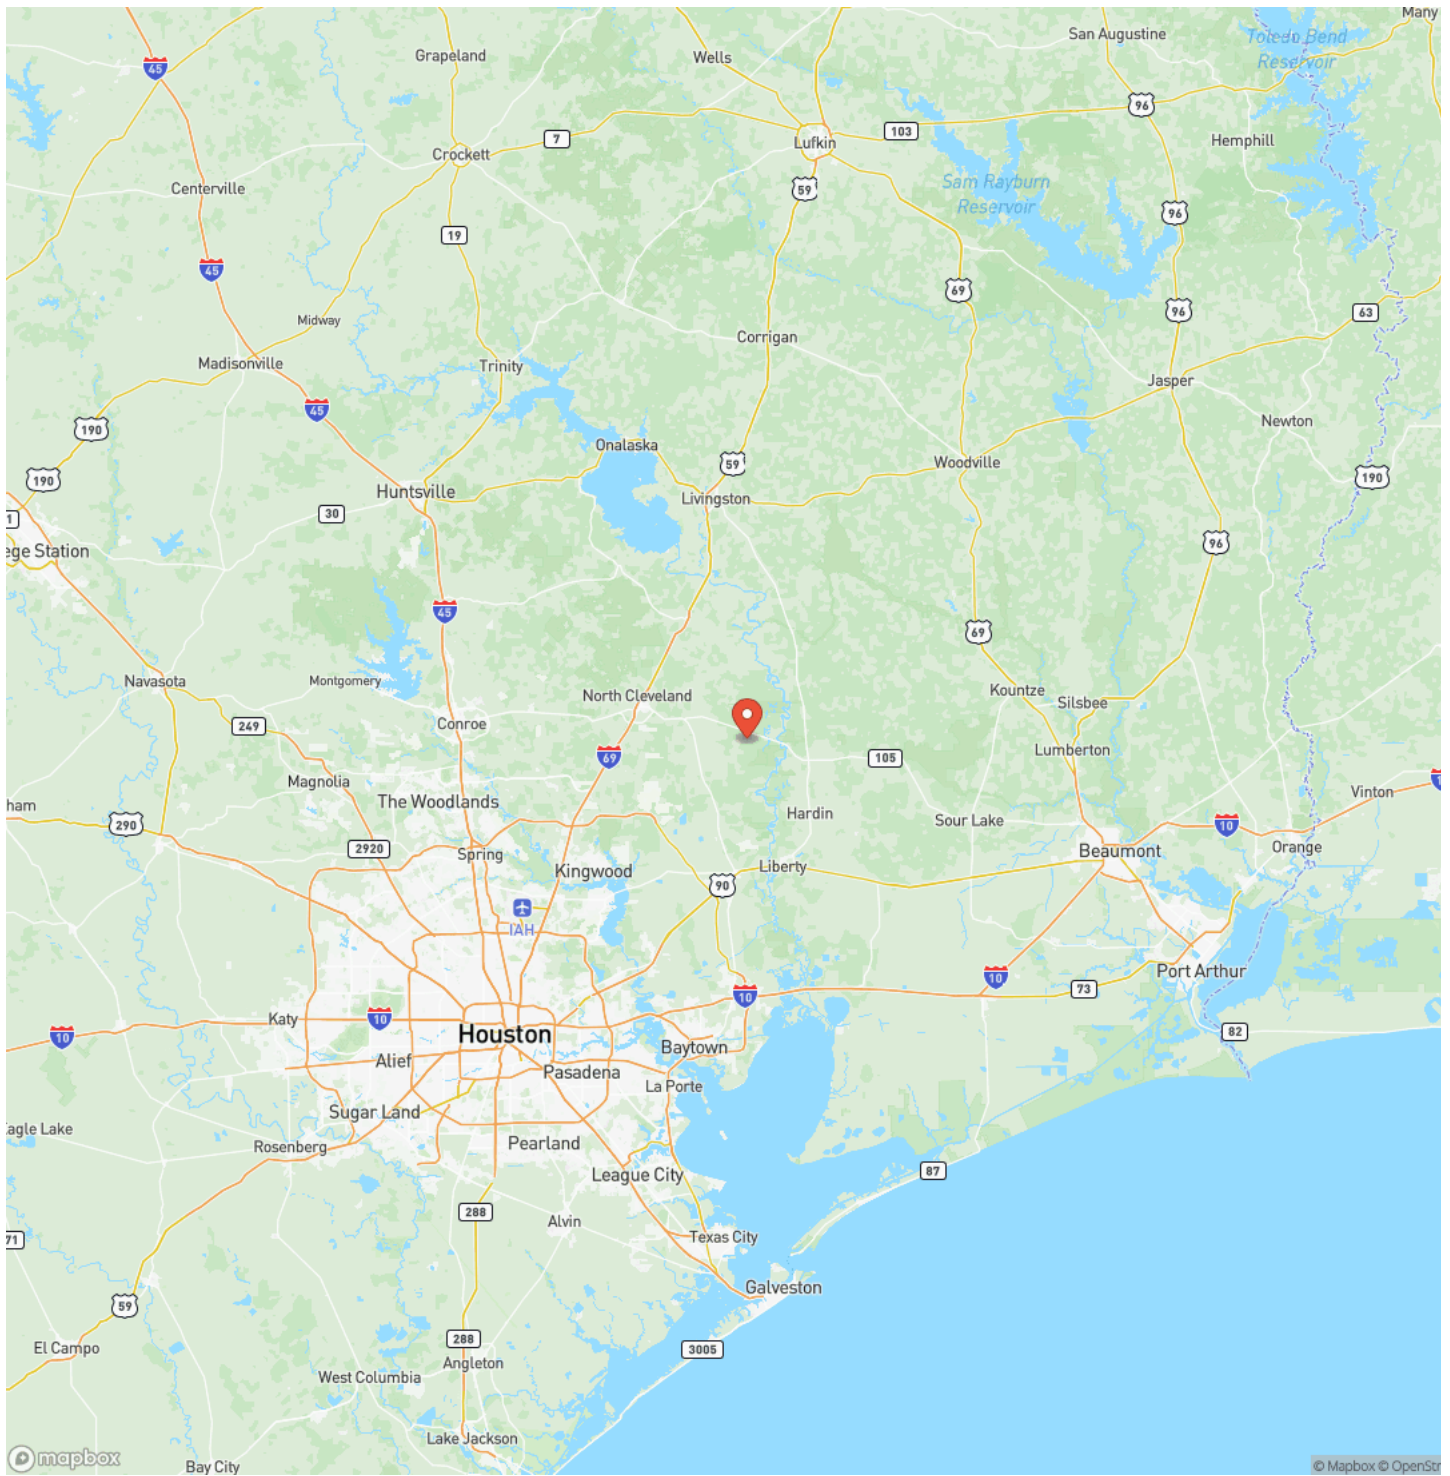 Many
San Augustine
Toledo Bend
Reservoir
Grapeland
Wells
45
96
103
7
Lufkin
Hemphill
Crockett
Centerville
59
Sam Rayburn
Reservoir
96
19
45
69
96
63
Midway
Corrigan
Madisonville
Trinity
Jasper
45
190
Newton
Onalaska
59
Woodville
190
190
Huntsville
Livingston
30
1
96
ege Station
45
69
Navasota
Montgomery
North Cleveland
Kountze
Silsbee
249
Conroe
69
105
Lumberton
Magnolia
Vinton
1
ham
The Woodlands
Hardin
Sour Lake
290
10
2920
Spring
Beaumont
Orange
Kingwood
Liberty
90
IAH
Port Arthur
10
73
10
Katy
10
10
Houston
82
Alief
Baytown
Pasadena
La Porte
Sugar Land
agle Lake
Rosenberg
Pearland
League City
87
288
Alvin
71
Texas City
Galveston
59
288
El Campo
3005
Angleton
West Columbia
Lake Jackson
mapbox
Bay City
© Mapbox © OpenStr